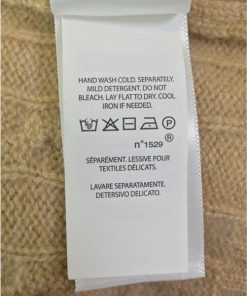 HAND WASH COLD. SEPARATELY.
MILD DETERGENT. DO NOT
BLEACH. LAY FLAT TO DRY. COOL
IRON IF NEEDED.
P
®
n°1529
SÉPARÉMENT. LESSIVE POUR
TEXTILES DÉLICATS.
LAVARE SEPARATAMENTE.
DETERSIVO DELICATO.